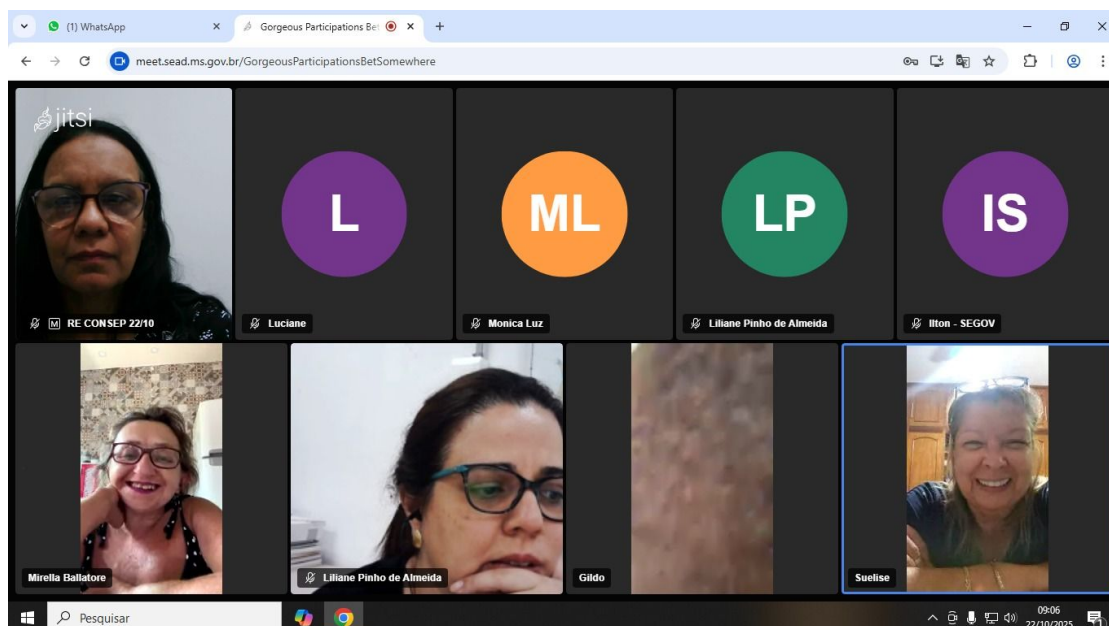 (1) WhatsApp
Gorgeous Participations Bet
meet.sead.ms.gov.br/GorgeousParticipationsBetSomewhere
jitsi
L
ML
LP
IS
M RE CONSEP 22/10
Luciane
Monica Luz
Liliane Pinho de Almeida
Ilton - SEGOV
Mirella Ballatore
Liliane Pinho de Almeida
Gildo
Suelise
Pesquisar
09:06
22/10/2025